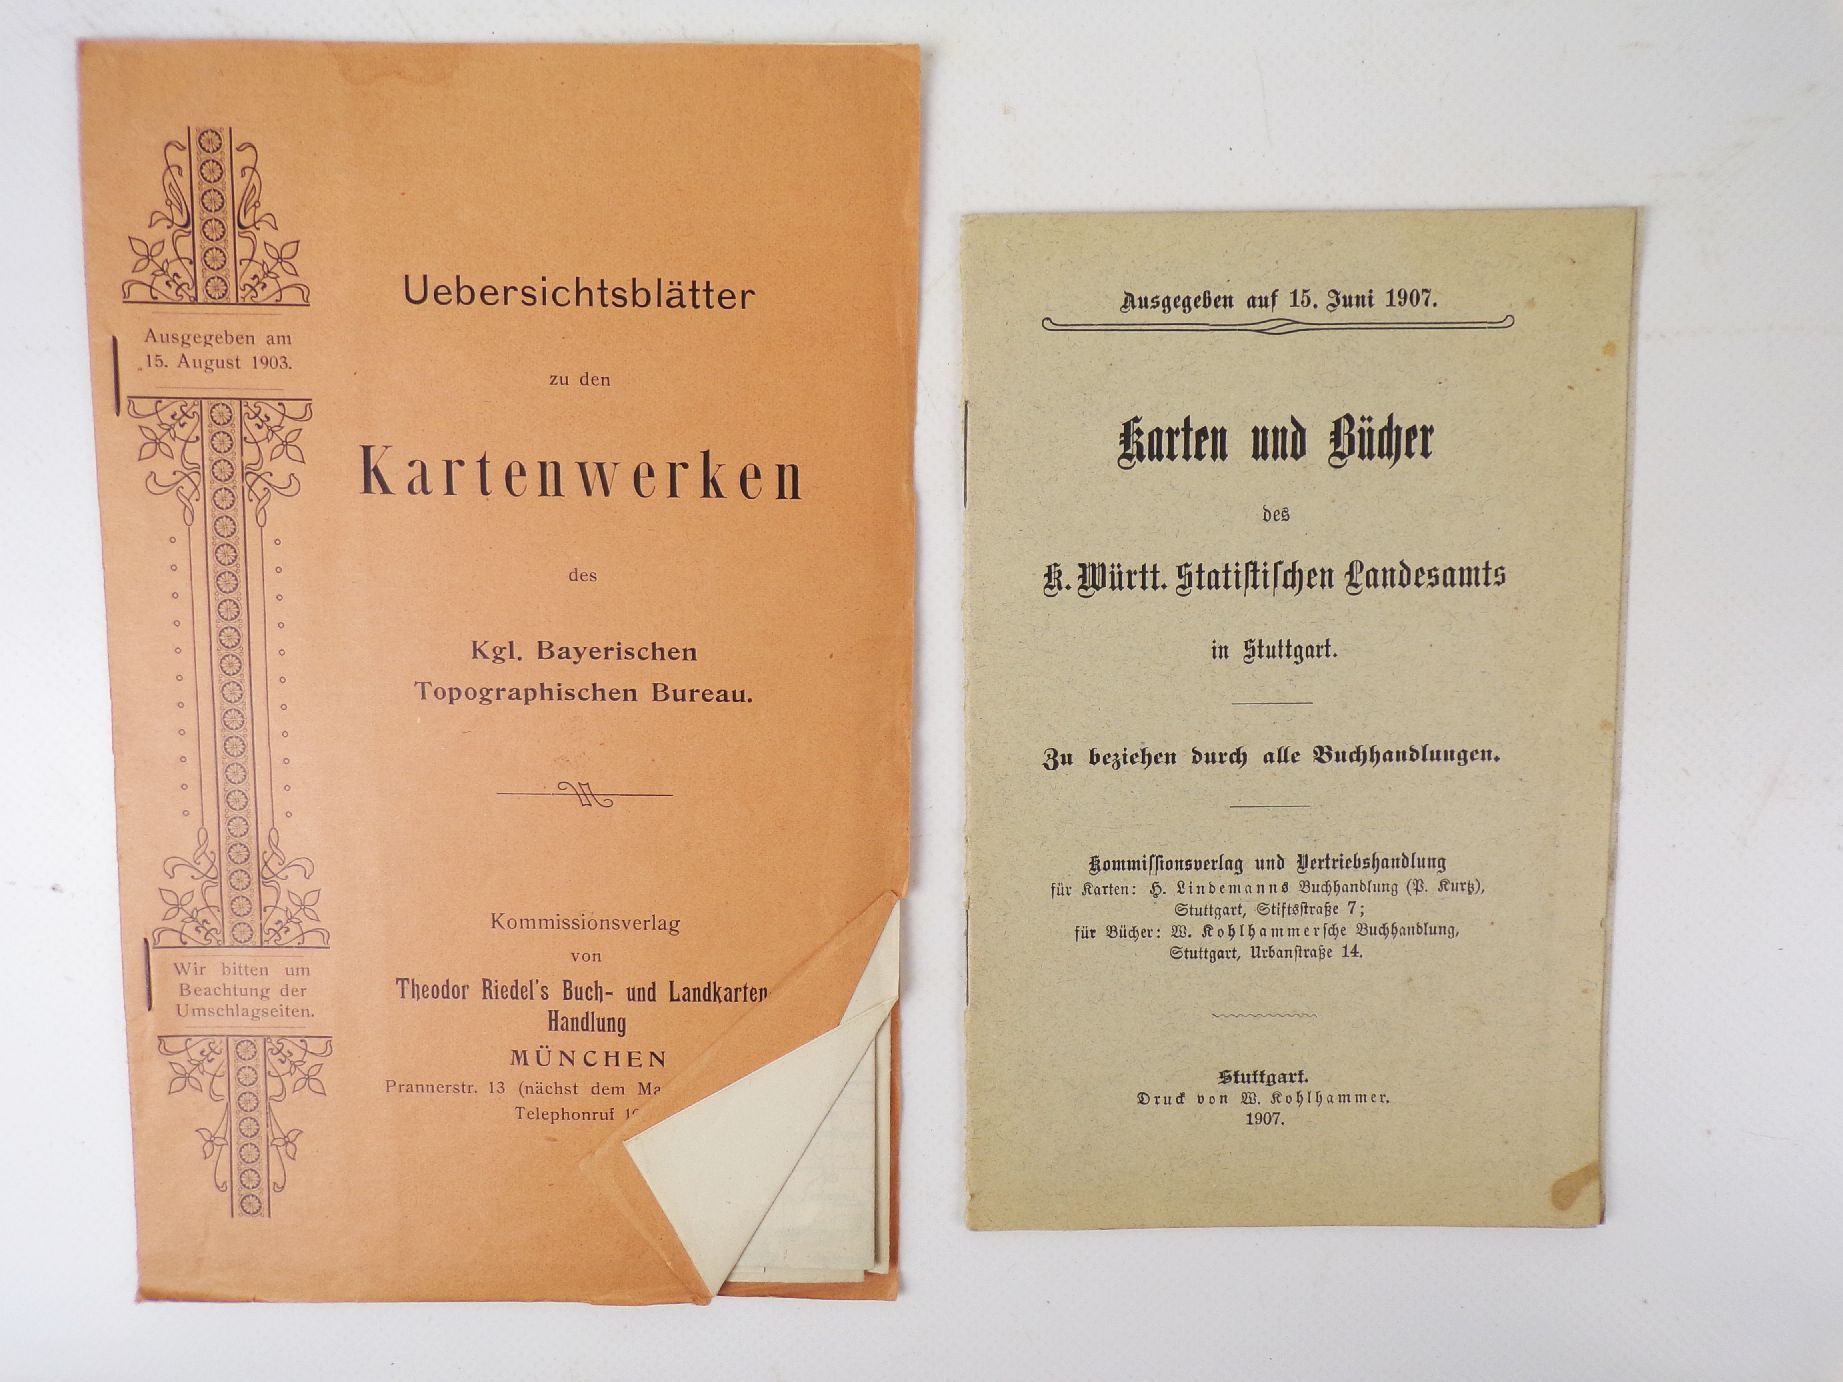 Ausgegeben am
15. August 1903.
Uebersichtsblätter
zu den
Kartenwerken
des
Kgl. Bayerischen
Topographischen Bureau.
Kommissionsverlag
von
Theodor Riedel's Buch- und Landkarten-
Handlung
MÜNCHEN
Prannerstr. 13 (nächst dem
Telephonruf
Wir bitten um
Beachtung der
Umschlagseiten.
Ausgegeben auf 15. Juni 1907.
Karten und Bücher
des
K. Württ. Statistischen Landesamts
in Stuttgart.
Zu beziehen durch alle Buchhandlungen.
Kommissionsverlag und Vertriebshandlung
für Karten: H. Lindemanns Buchhandlung (P. Kurtz),
Stuttgart, Stiftsstraße 7;
für Bücher: W. Kohlhammersche Buchhandlung,
Stuttgart, Urbanstraße 14.
Stuttgart.
Druck von W. Kohlhammer.
1907.